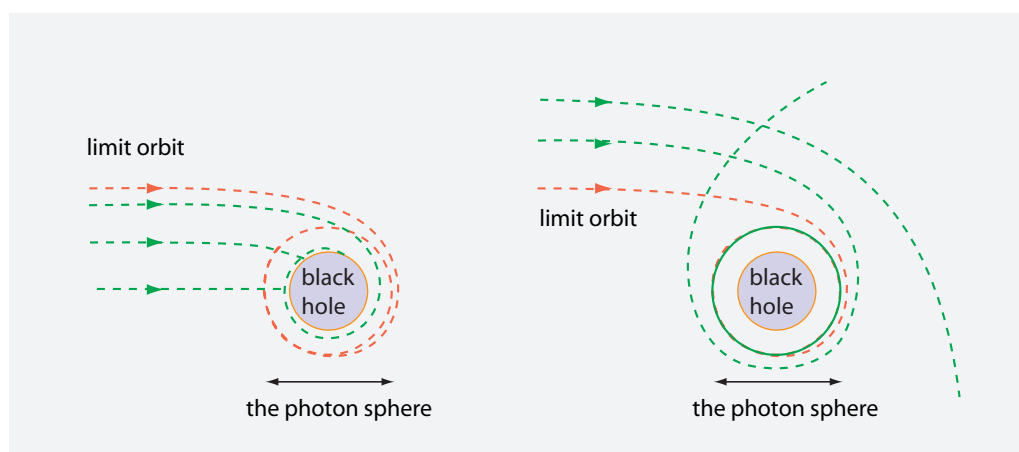 limit orbit
black
hole
the photon sphere
limit orbit
black
hole
the photon sphere